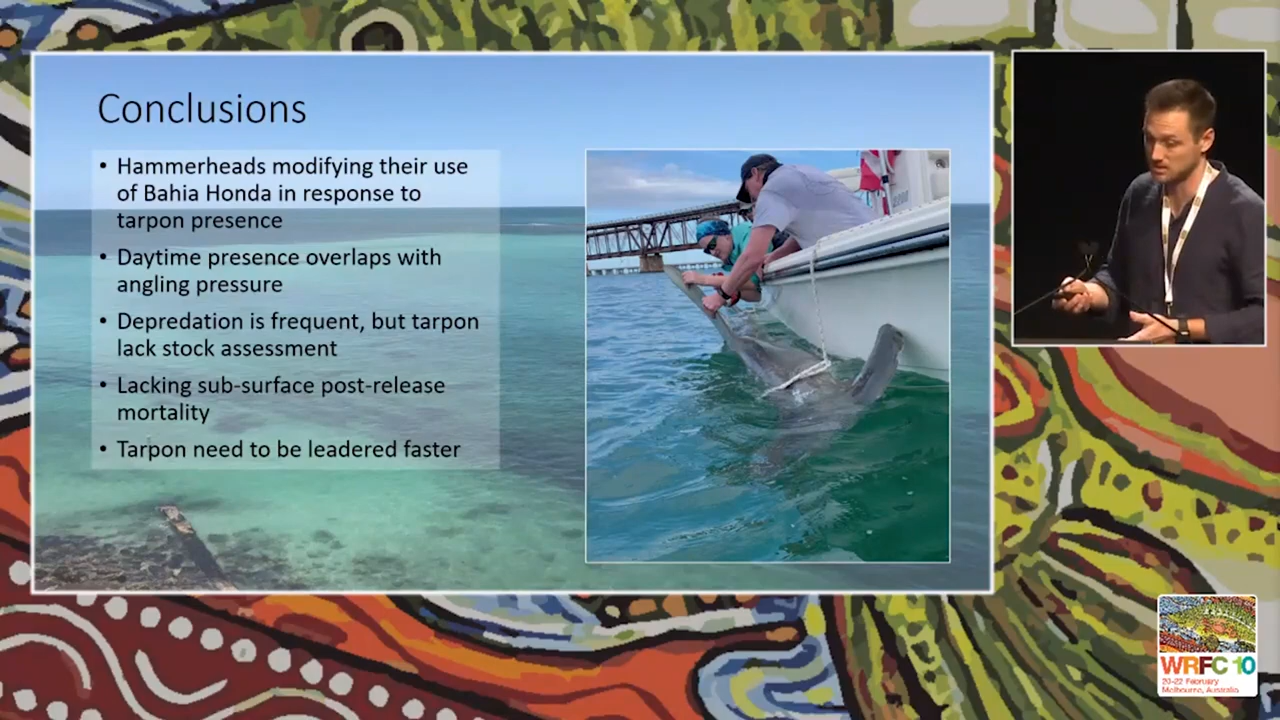 Conclusions
• Hammerheads modifying their use
of Bahia Honda in response to
tarpon presence
• Daytime presence overlaps with
angling pressure
• Depredation is frequent, but tarpon
lack stock assessment
• Lacking sub-surface post-release
mortality
• Tarpon need to be leadered faster
WRFC 10
20-22 February
Melbourne, Australia